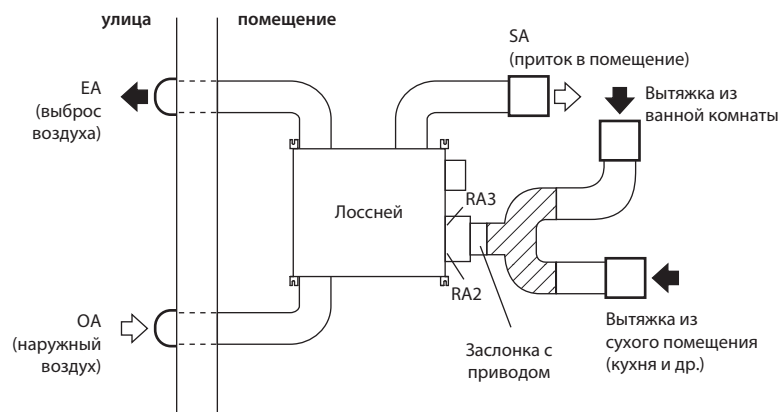 улица
помещение
EA
(выброс
воздуха)
SA
(приток в помещение)
Вытяжка из
ванной комнаты
RA3
Лоссней
RA2
OA
(наружный
воздух)
Заслонка с
приводом
Вытяжка из
сухого помещения
(кухня и др.)